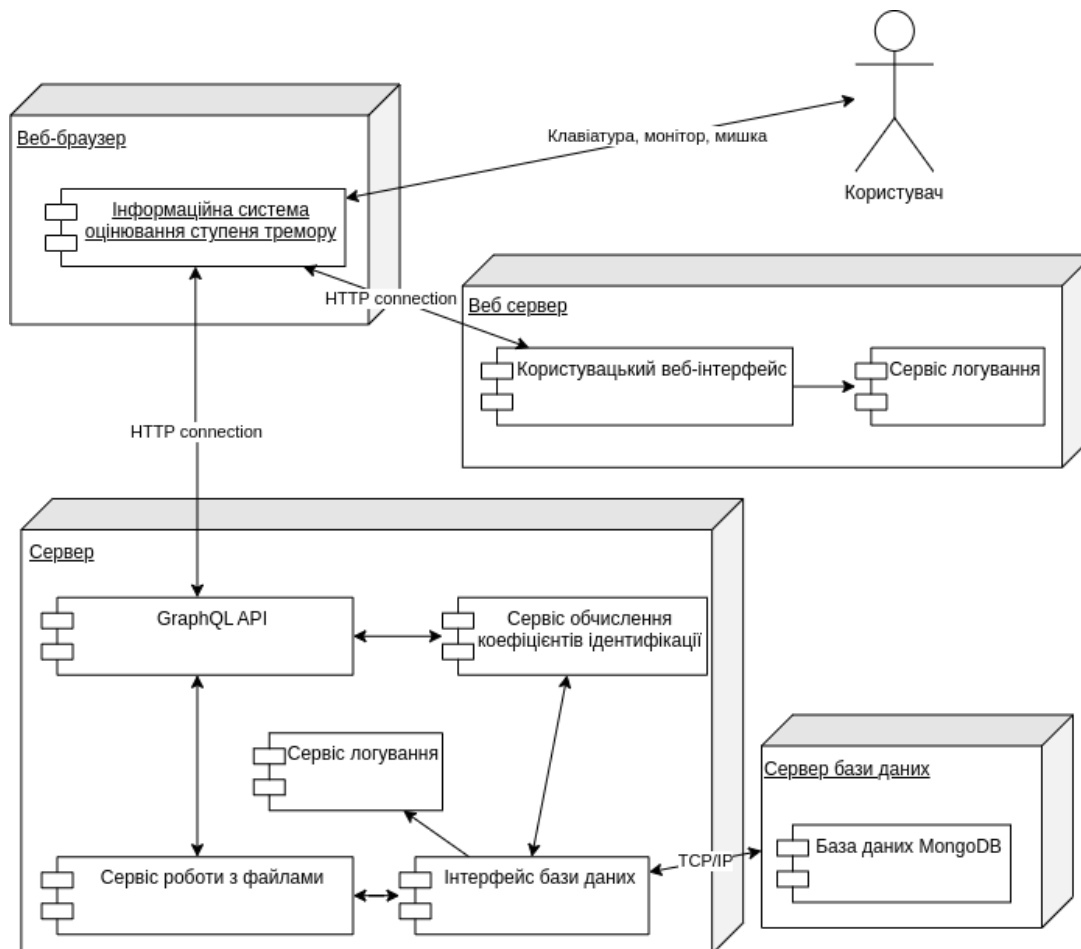 Веб-браузер
Клавіатура, монітор, мишка
Користувач
Інформаційна система
оцінювання ступеня тремору
HTTP connection
Веб сервер
Користувацький веб-інтерфейс
Сервіс логування
HTTP connection
Сервер
GraphQL API
Сервіс обчислення
коефіцієнтів ідентифікації
Сервіс логування
Сервер бази даних
База даних MongoDB
TCP/IP
Сервіс роботи з файлами
Інтерфейс бази даних